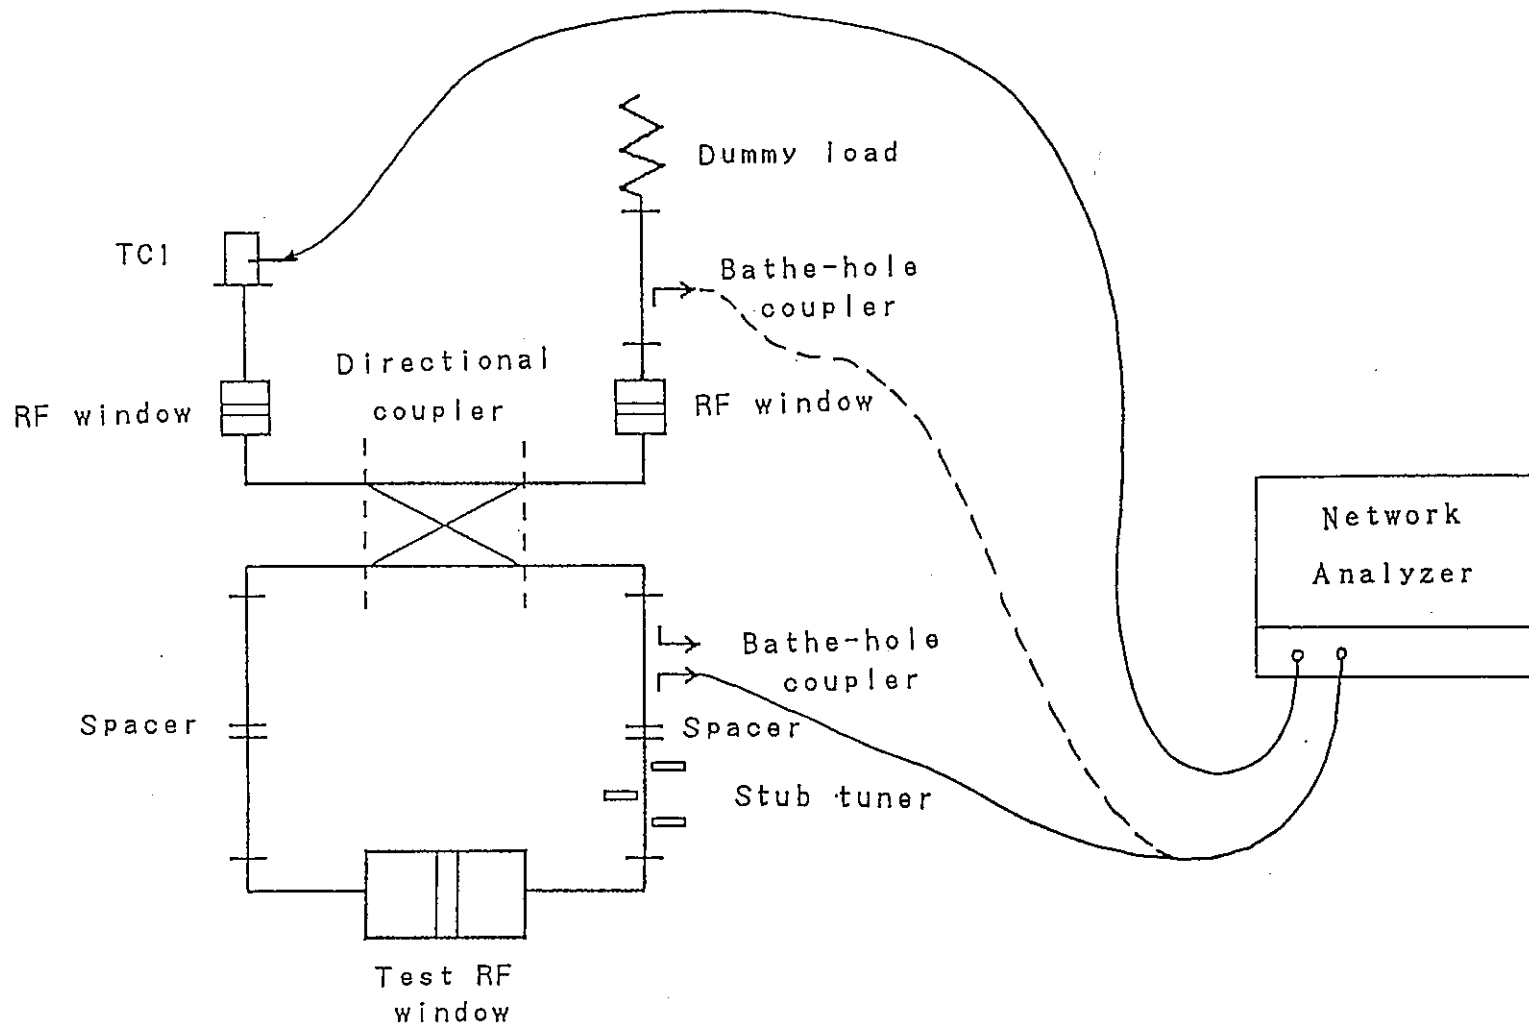 Dummy load
TC1
Bathe-hole
coupler
Directional
coupler
RF window
RF window
Network
Analyzer
Bathe-hole
coupler
Spacer
Spacer
Stub tuner
Test RF
window